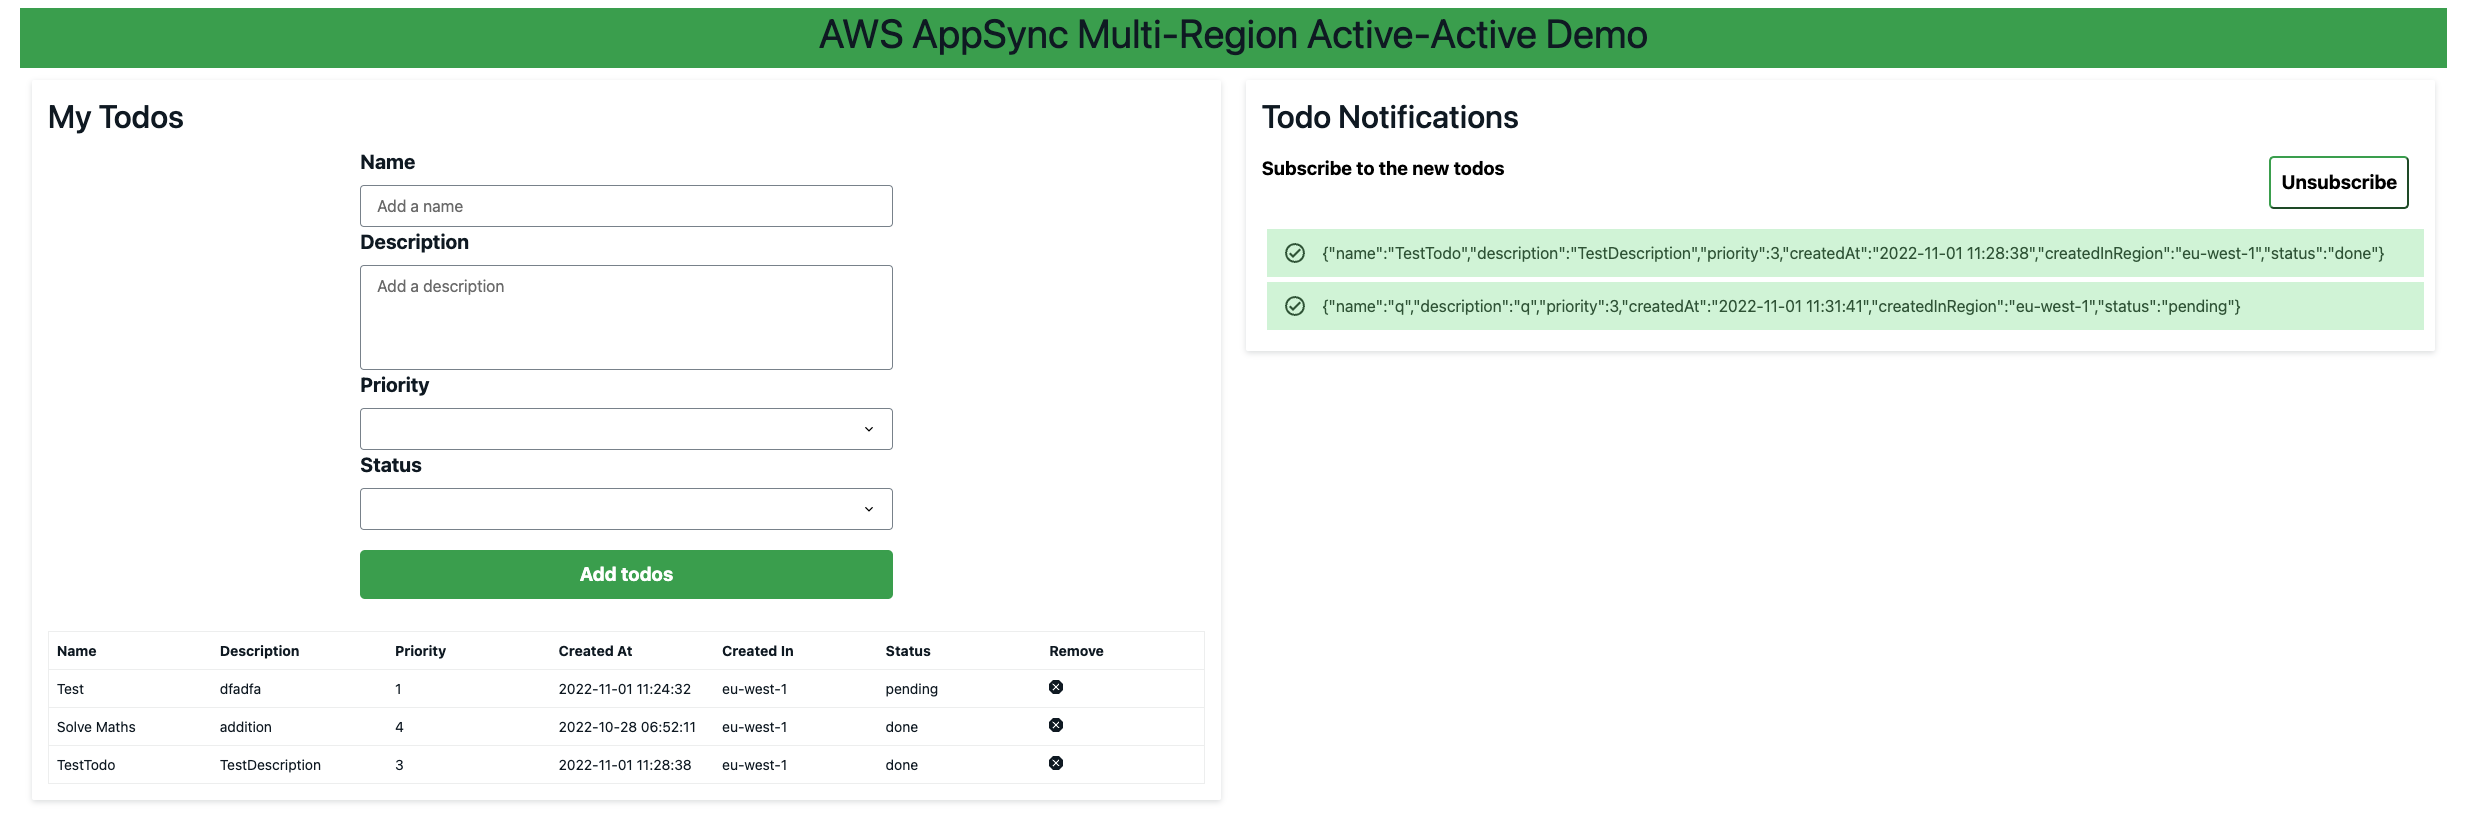 AWS AppSync Multi-Region Active-Active Demo
My Todos
Name
Add a name
Description
Add a description
Priority
Status
Add todos
Name Description Priority Created At Created In Status Remove
Test dfadfa 1 2022-11-01 11:24:32 eu-west-1 pending
Solve Maths addition 4 2022-10-28 06:52:11 eu-west-1 done
TestTodo TestDescription 3 2022-11-01 11:28:38 eu-west-1 done
Todo Notifications
Subscribe to the new todos
Unsubscribe
{"name":"TestTodo","description":"TestDescription","priority":3,"createdAt":"2022-11-01 11:28:38","createdInRegion":"eu-west-1","status":"done"}
{"name":"q","description":"q","priority":3,"createdAt":"2022-11-01 11:31:41","createdInRegion":"eu-west-1","status":"pending"}